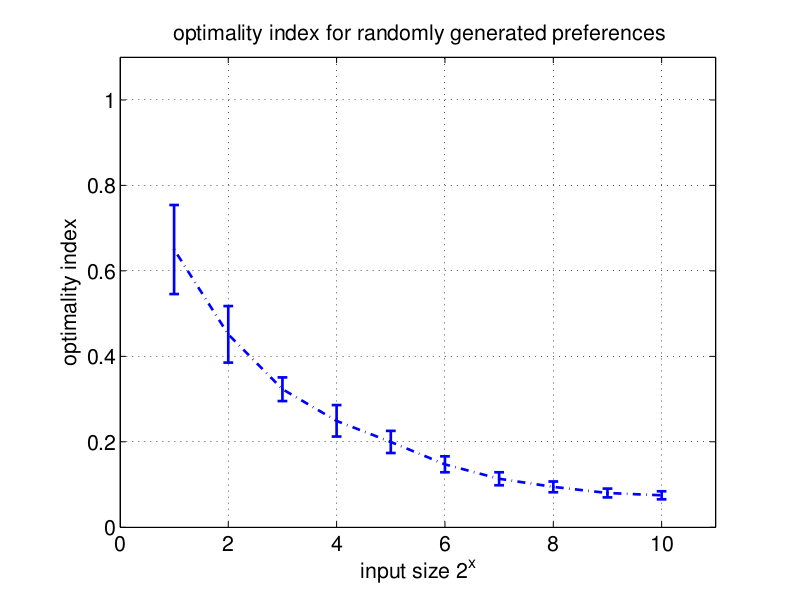 optimality index for randomly generated preferences
1
0.8
0.6
0.4
0.2
0
optimality index
0 2 4 6 8 10
input size 2^x